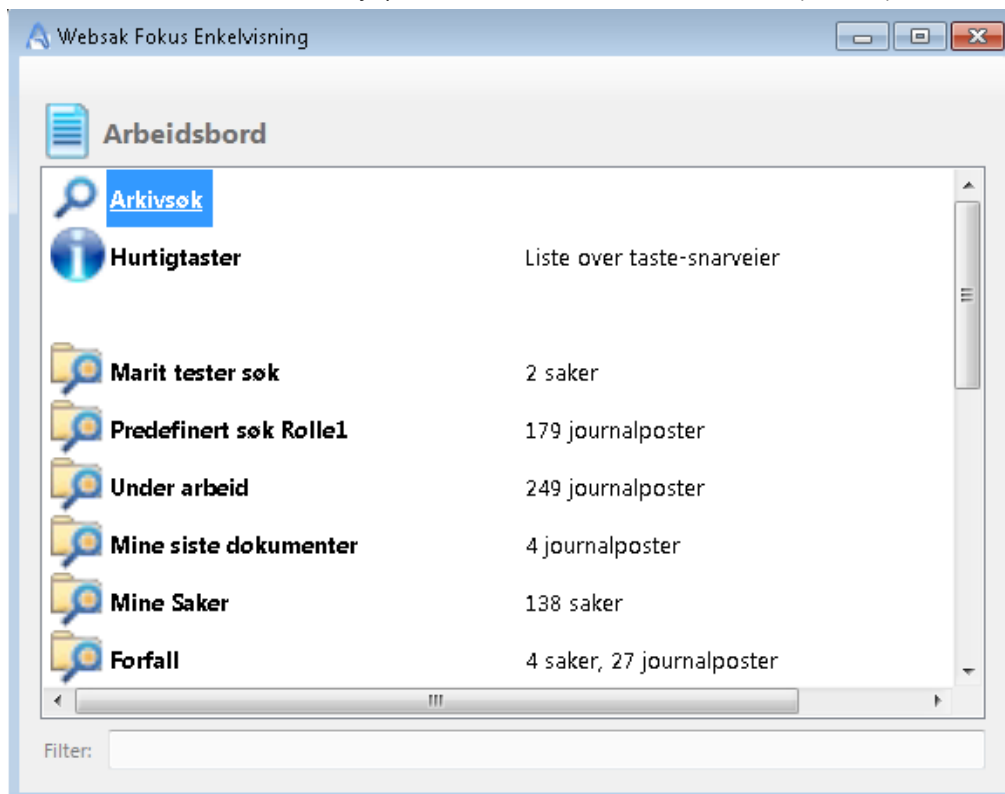 Websak Fokus Enkelvisning
Arbeidsbord
Arkivsøk
Hurtigtaster Liste over taste-snarveier
Marit tester søk 2 saker
Predefinert søk Rolle1 179 journalposter
Under arbeid 249 journalposter
Mine siste dokumenter 4 journalposter
Mine Saker 138 saker
Forfall 4 saker, 27 journalposter
Filter: